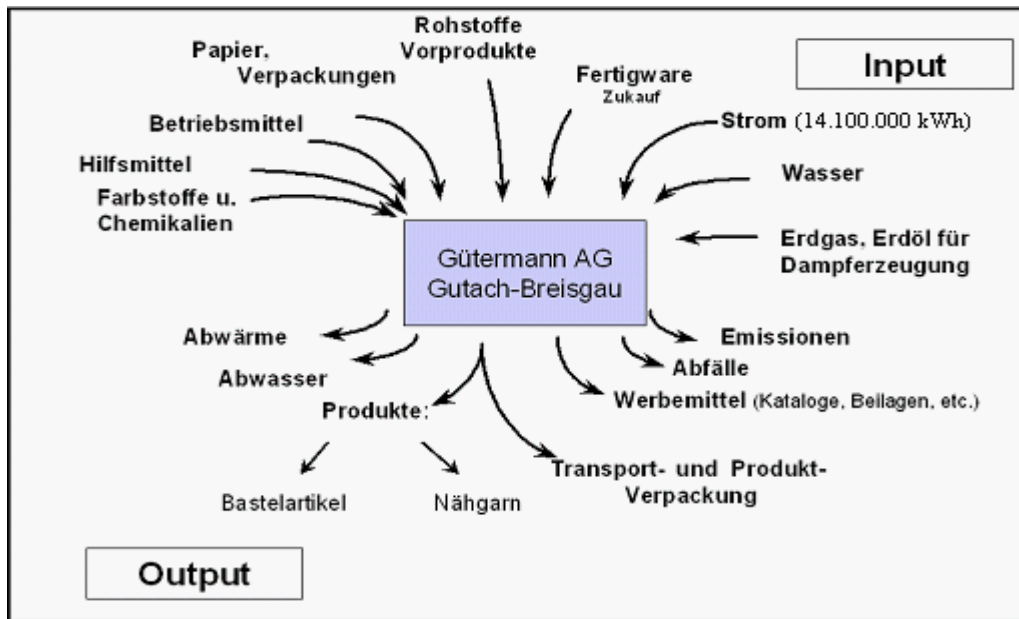 Rohstoffe
Vorprodukte
Papier,
Verpackungen
Fertigware
Zukauf
Input
Betriebsmittel
Strom (14.100.000 kWh)
Hilfsmittel
Wasser
Farbstoffe u.
Chemikalien
Erdgas, Erdöl für
Dampferzeugung
Gütermann AG
Gutach-Breisgau
Abwärme
Emissionen
Abwasser
Abfälle
Produkte:
Werbemittel (Kataloge, Beilagen, etc.)
Transport- und Produkt-
Verpackung
Bastelartikel
Nähgarn
Output